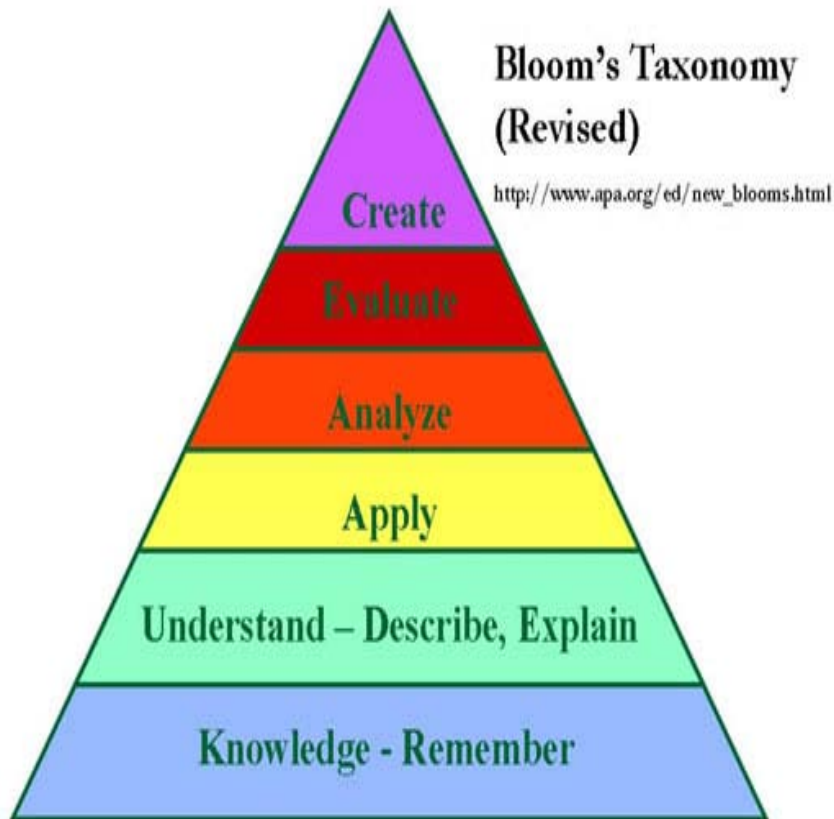 Bloom's Taxonomy
(Revised)
http://www.apa.org/ed/new_blooms.html
Create
Evaluate
Analyze
Apply
Understand – Describe, Explain
Knowledge - Remember